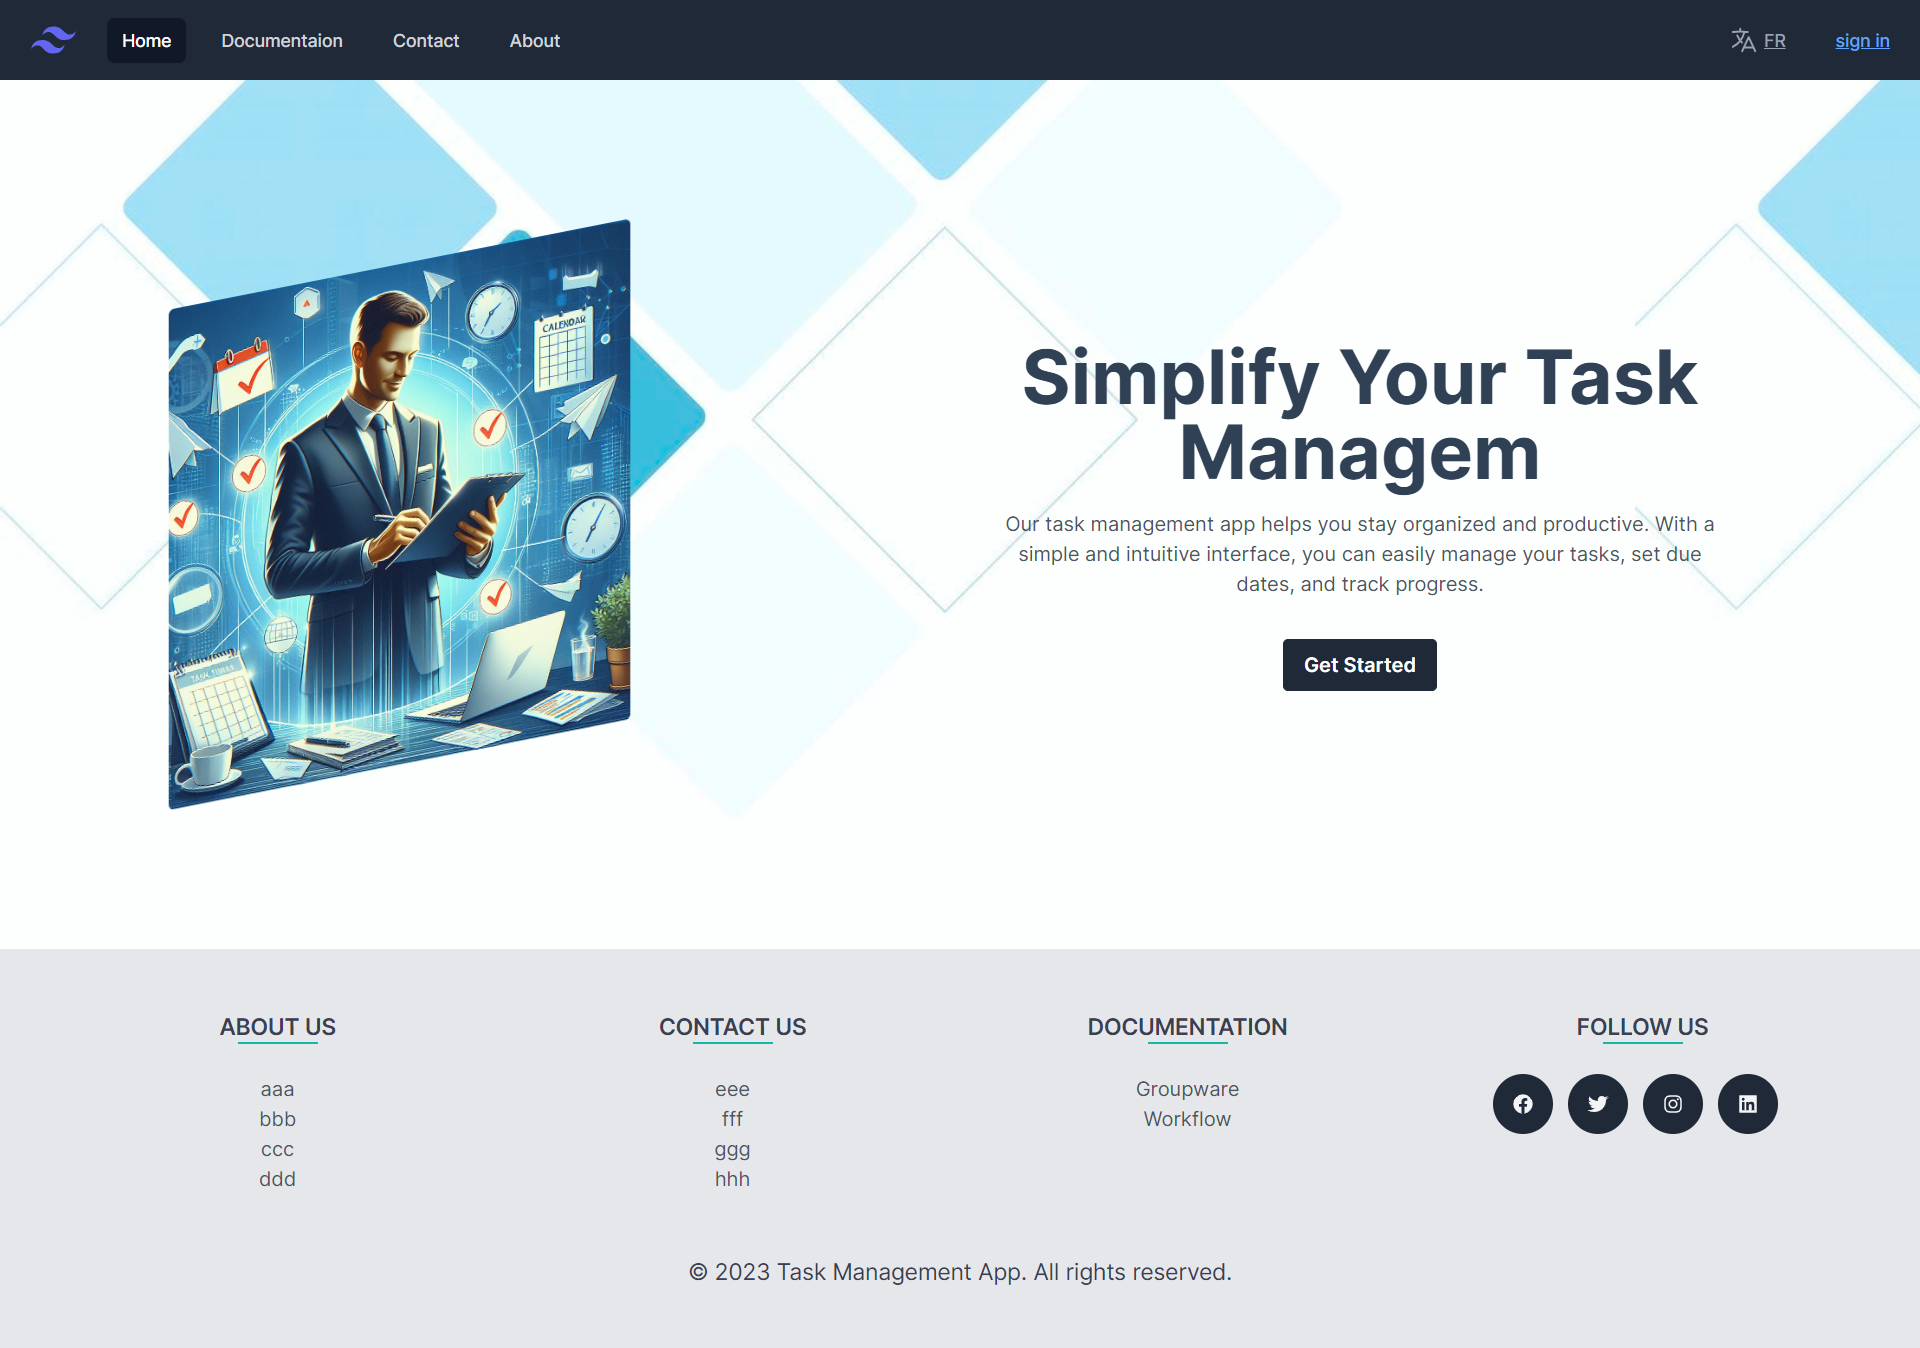 Home
Documentaion
Contact
About
FR
sign in
CALENDAR
Simplify Your Task
Managem
Our task management app helps you stay organized and productive. With a
simple and intuitive interface, you can easily manage your tasks, set due
dates, and track progress.
Get Started
ABOUT US
aaa
bbb
ccc
ddd
CONTACT US
eee
fff
ggg
hhh
DOCUMENTATION
Groupware
Workflow
FOLLOW US
© 2023 Task Management App. All rights reserved.